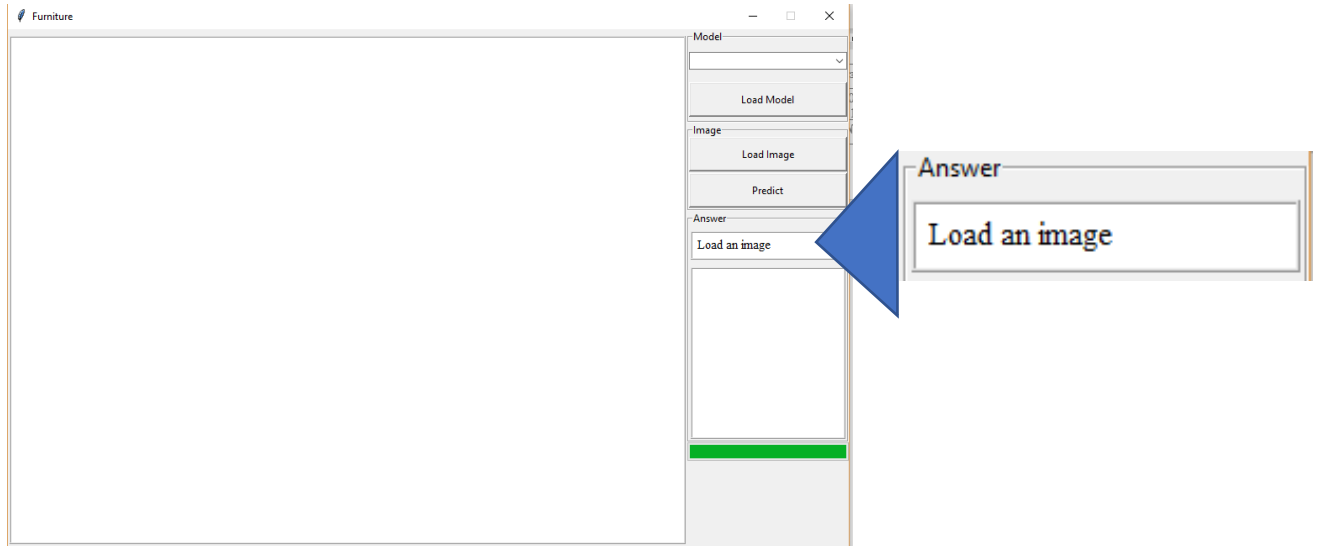 Furniture
Model
Load Model
Image
Load Image
Predict
Answer
Load an image
Answer
Load an image